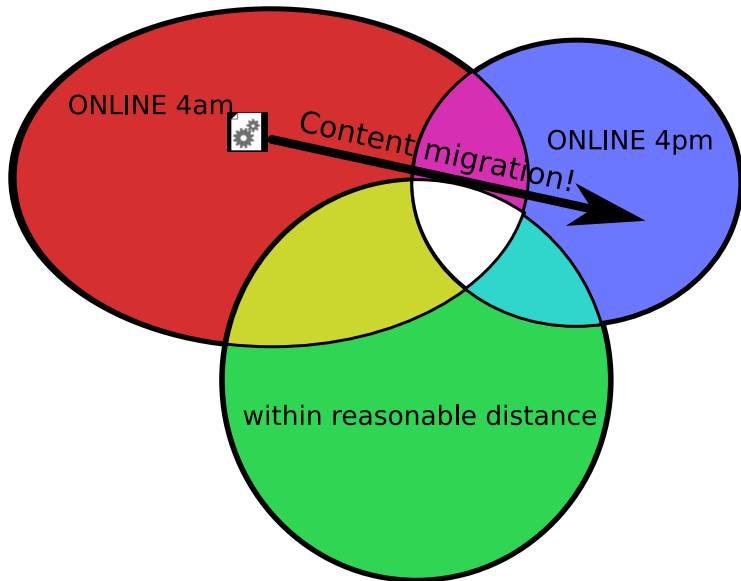 ONLINE 4am
Content migration!
ONLINE 4pm
within reasonable distance